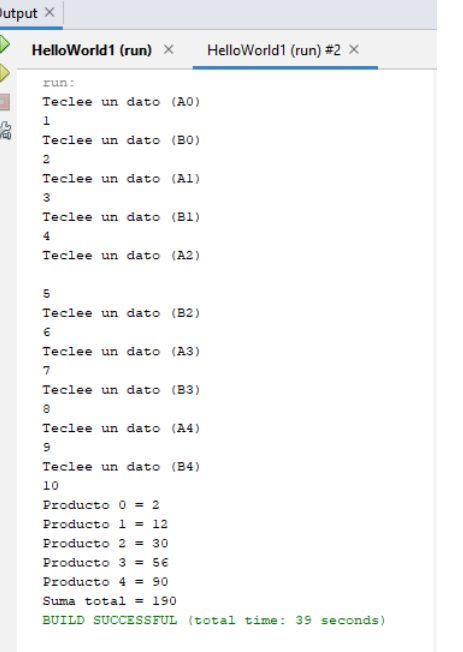 Output ×
HelloWorld1 (run) × HelloWorld1 (run) #2 ×
run:
Teclee un dato (A0)
1
Teclee un dato (B0)
2
Teclee un dato (A1)
3
Teclee un dato (B1)
4
Teclee un dato (A2)
5
Teclee un dato (B2)
6
Teclee un dato (A3)
7
Teclee un dato (B3)
8
Teclee un dato (A4)
9
Teclee un dato (B4)
10
Producto 0 = 2
Producto 1 = 12
Producto 2 = 30
Producto 3 = 56
Producto 4 = 90
Suma total = 190
BUILD SUCCESSFUL (total time: 39 seconds)